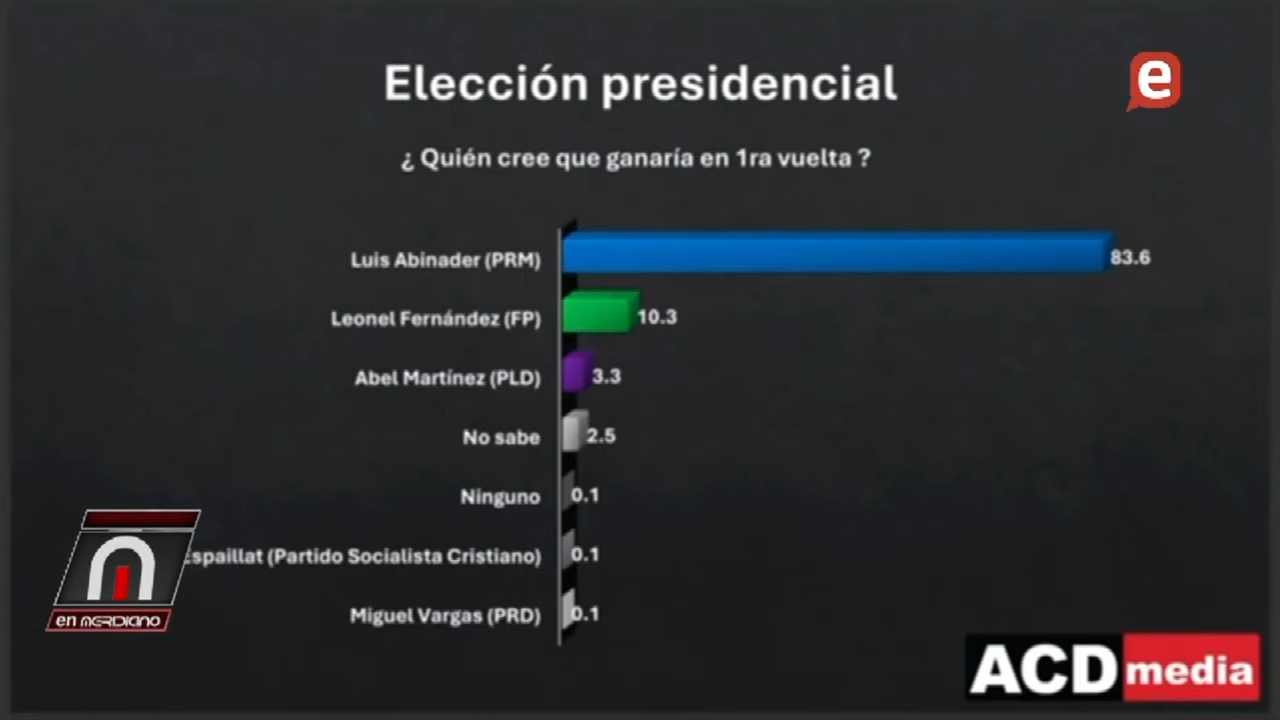 Elección presidencial
e
¿ Quién cree que ganaría en 1ra vuelta ?
Luis Abinader (PRM) 83.6
Leonel Fernández (FP) 10.3
Abel Martínez (PLD) 3.3
No sabe 2.5
Ninguno 0.1
Espaillat (Partido Socialista Cristiano) 0.1
Miguel Vargas (PRD) 0.1
en MERDIANO
ACD media